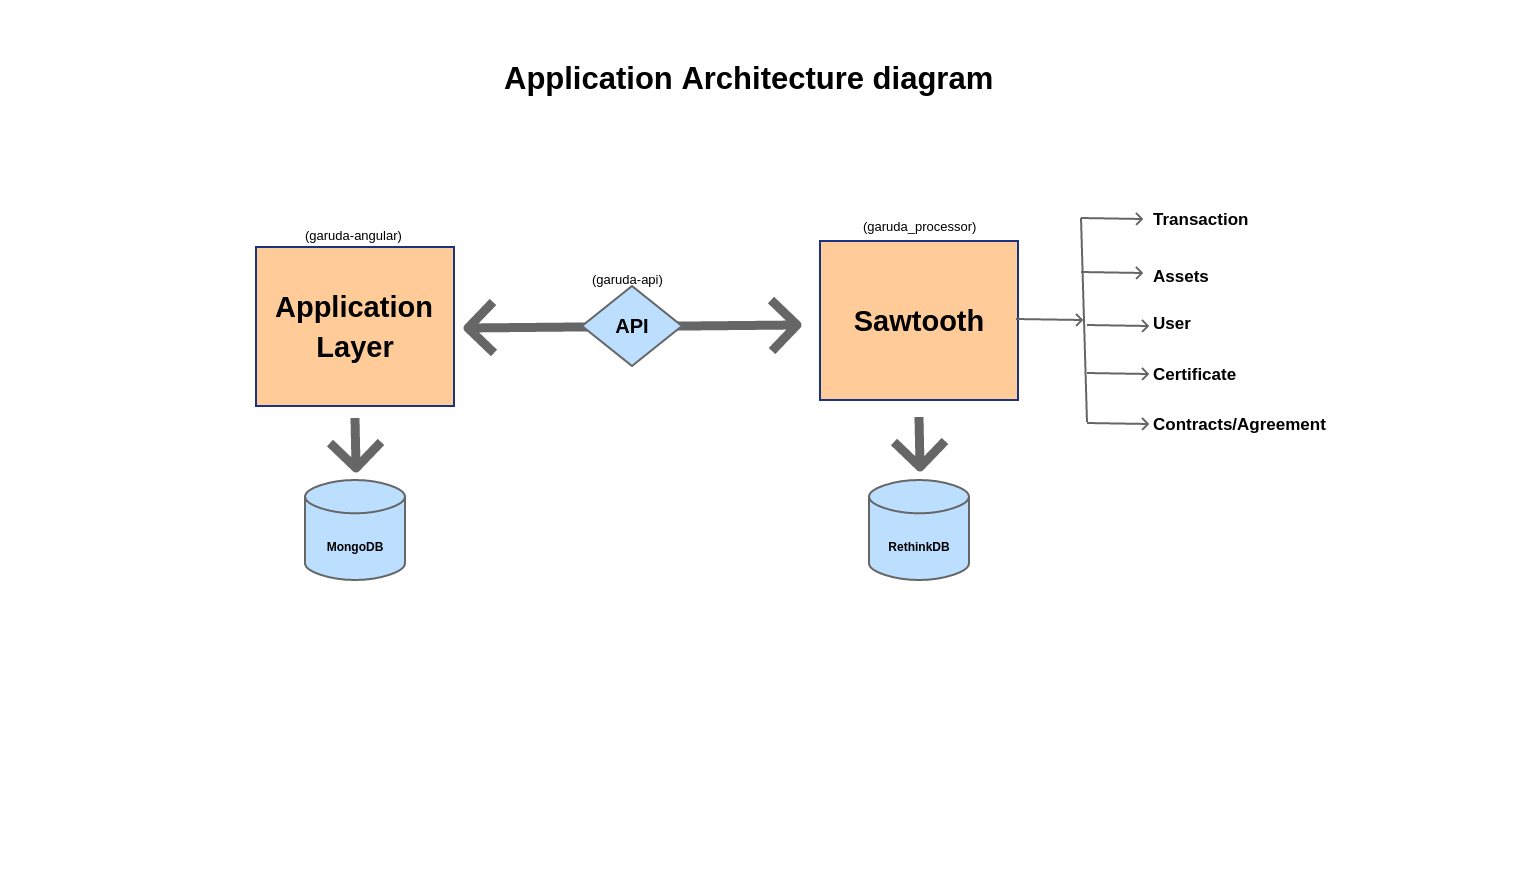 Application Architecture diagram
(garuda-angular)
Application
Layer
MongoDB
(garuda-api)
API
(garuda_processor)
Sawtooth
RethinkDB
Transaction
Assets
User
Certificate
Contracts/Agreement